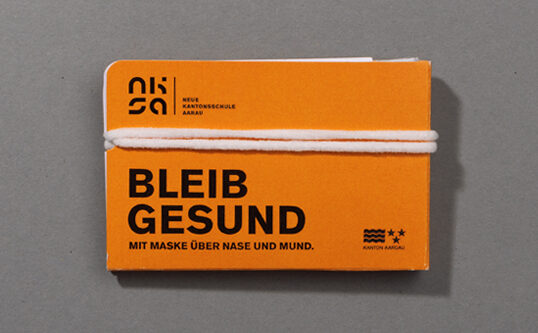 nk
sa
NEUE
KANTONSSCHULE
AARAU
BLEIB
GESUND
MIT MASKE ÜBER NASE UND MUND.
KANTON AARGAU